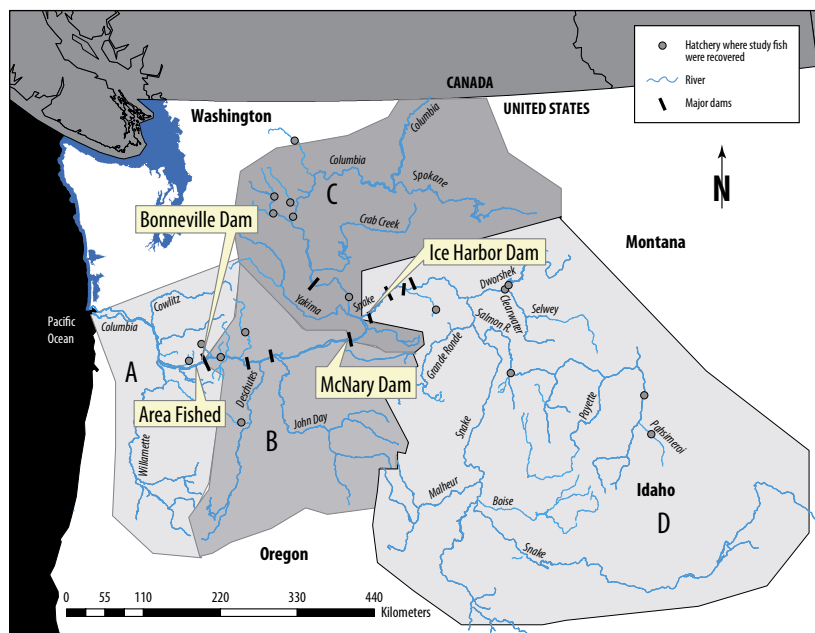 Hatchery where study fish
were recovered
River
Major dams
CANADA
UNITED STATES
Washington
Columbia
N
Columbia
Spokane
C
Crab Creek
Bonneville Dam
Ice Harbor Dam
Montana
Dworshek
Clearwater
Selwey
Salmon R.
Yakima
Snake
Cowlitz
Pacific
Ocean
Columbia
A
Area Fished
Deschutes
McNary Dam
Grande Ronde
B
John Day
Snake
Payette
Pahsimeroi
Willamette
Malheur
Boise
Idaho
D
Snake
Oregon
0 55 110 220 330 440
Kilometers